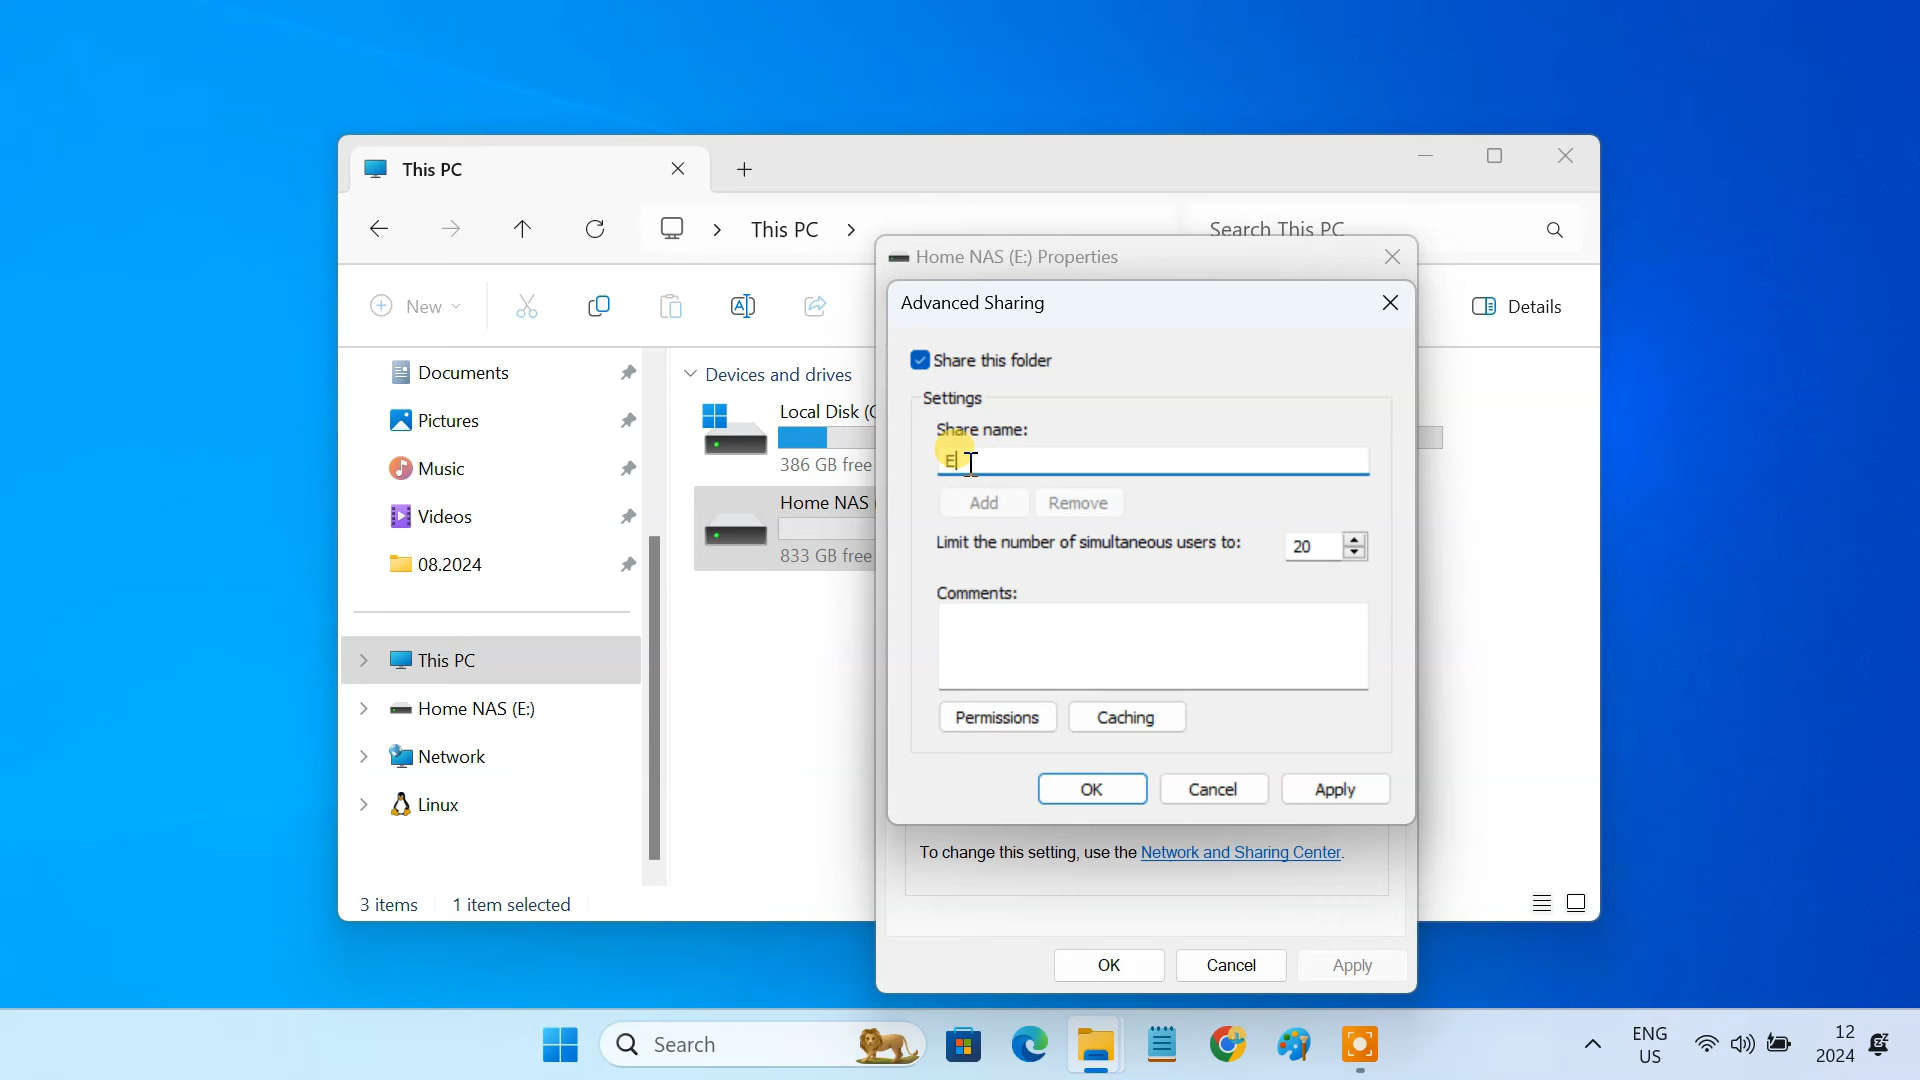 This PC
This PC
Search This PC
Home NAS (E:) Properties
New
Details
Advanced Sharing
Share this folder
Settings
Share name:
E
Add
Remove
Limit the number of simultaneous users to:
20
Comments:
Permissions
Caching
OK
Cancel
Apply
Documents
Pictures
Music
Videos
08.2024
This PC
Home NAS (E:)
Network
Linux
Devices and drives
Local Disk (C
386 GB free
Home NAS (
833 GB free
To change this setting, use the Network and Sharing Center.
OK
Cancel
Apply
3 items
1 item selected
Search
ENG
US
12
2024